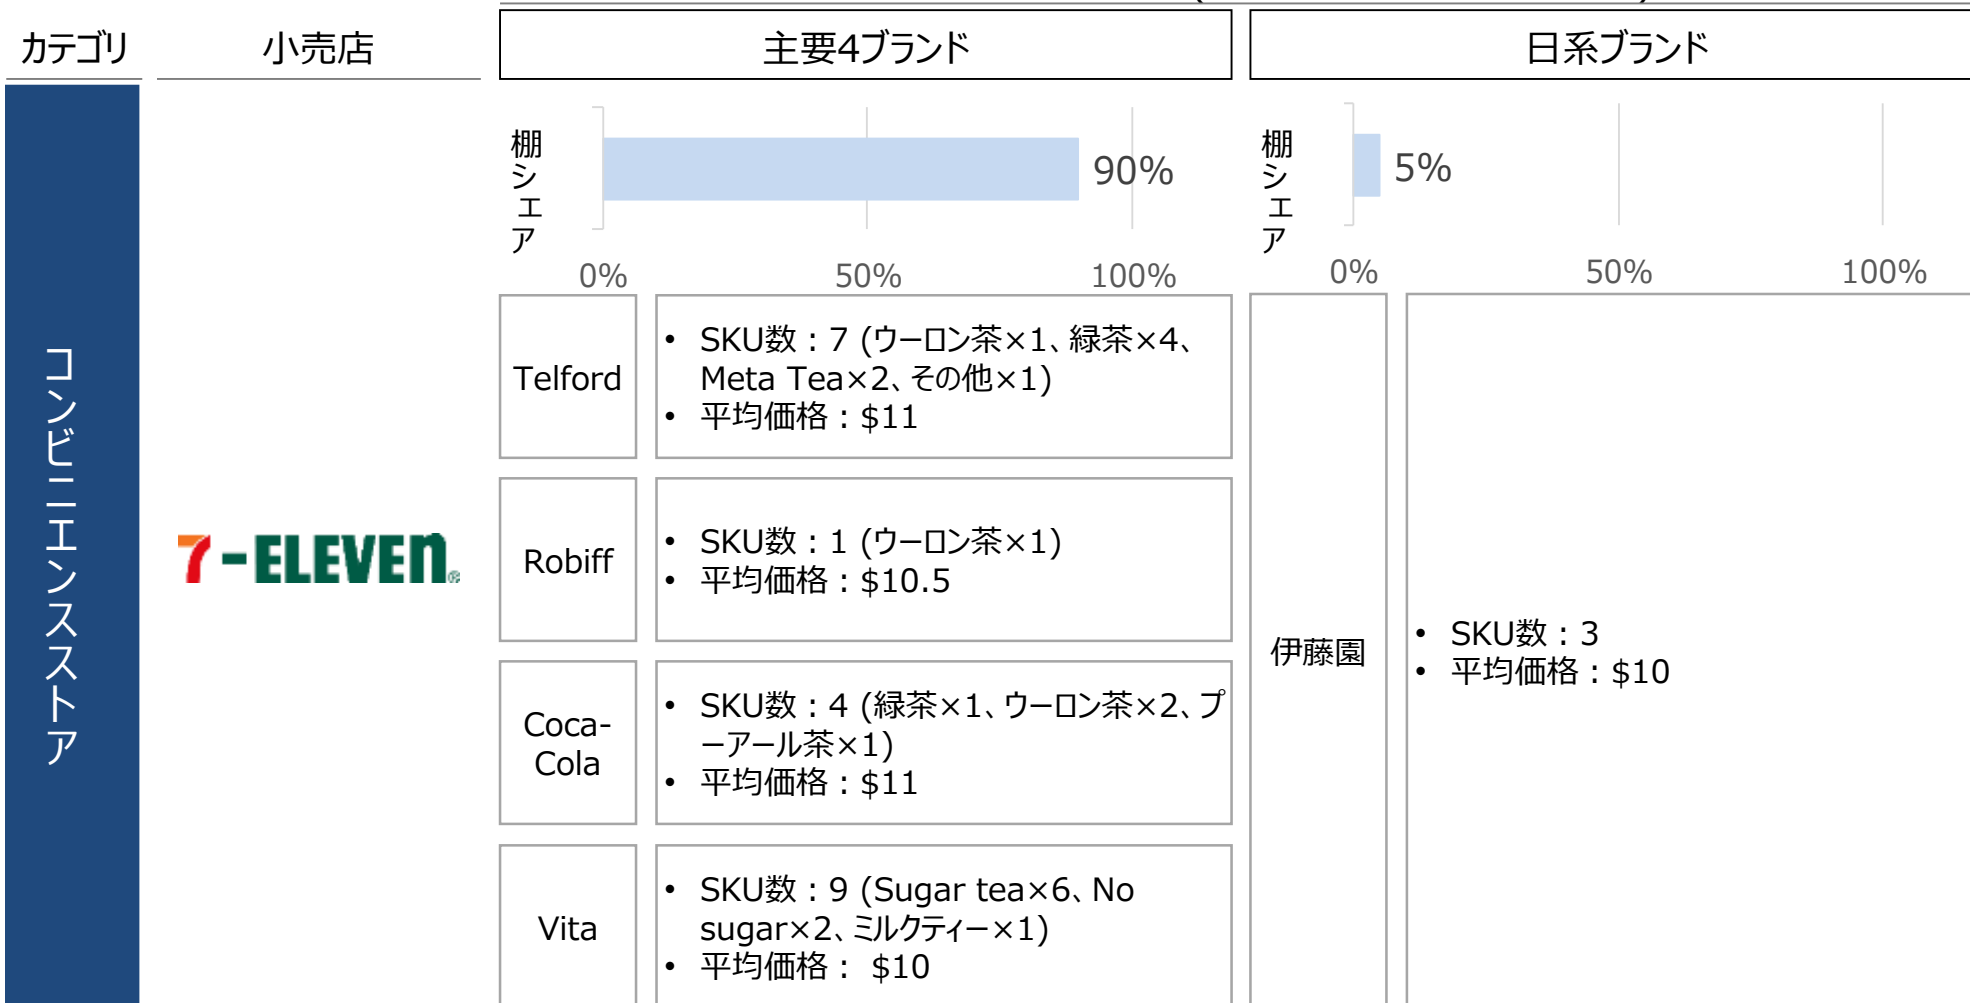 カテゴリ
小売店
主要4ブランド
日系ブランド
コンビニエンスストア
7-ELEVEn®
棚シェア
90%
0%
50%
100%
棚シェア
5%
0%
50%
100%
Telford
• SKU数：7 (ウーロン茶×1、緑茶×4、
Meta Tea×2、その他×1)
• 平均価格：$11
Robiff
• SKU数：1 (ウーロン茶×1)
• 平均価格：$10.5
Coca-
Cola
• SKU数：4 (緑茶×1、ウーロン茶×2、プ
ーアール茶×1)
• 平均価格：$11
Vita
• SKU数：9 (Sugar tea×6、No
sugar×2、ミルクティー×1)
• 平均価格： $10
伊藤園
• SKU数：3
• 平均価格：$10